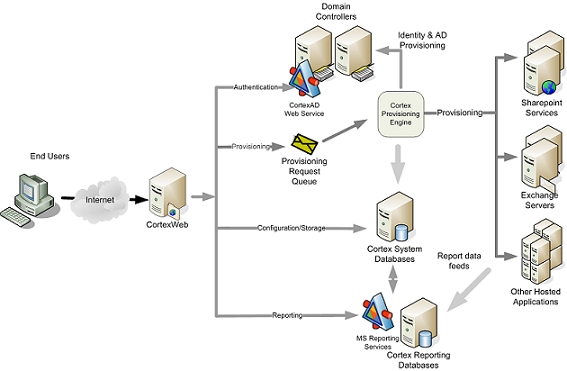 Domain
Controllers
Identity & AD
Provisioning
Authentication
CortexAD
Web Service
Cortex
Provisioning
Engine
Provisioning
Sharepoint
Services
Provisioning
Provisioning
Request
Queue
End Users
Internet
CortexWeb
Exchange
Servers
Configuration/Storage
Cortex System
Databases
Report data
feeds
Other Hosted
Applications
Reporting
MS Reporting
Services
Cortex Reporting
Databases